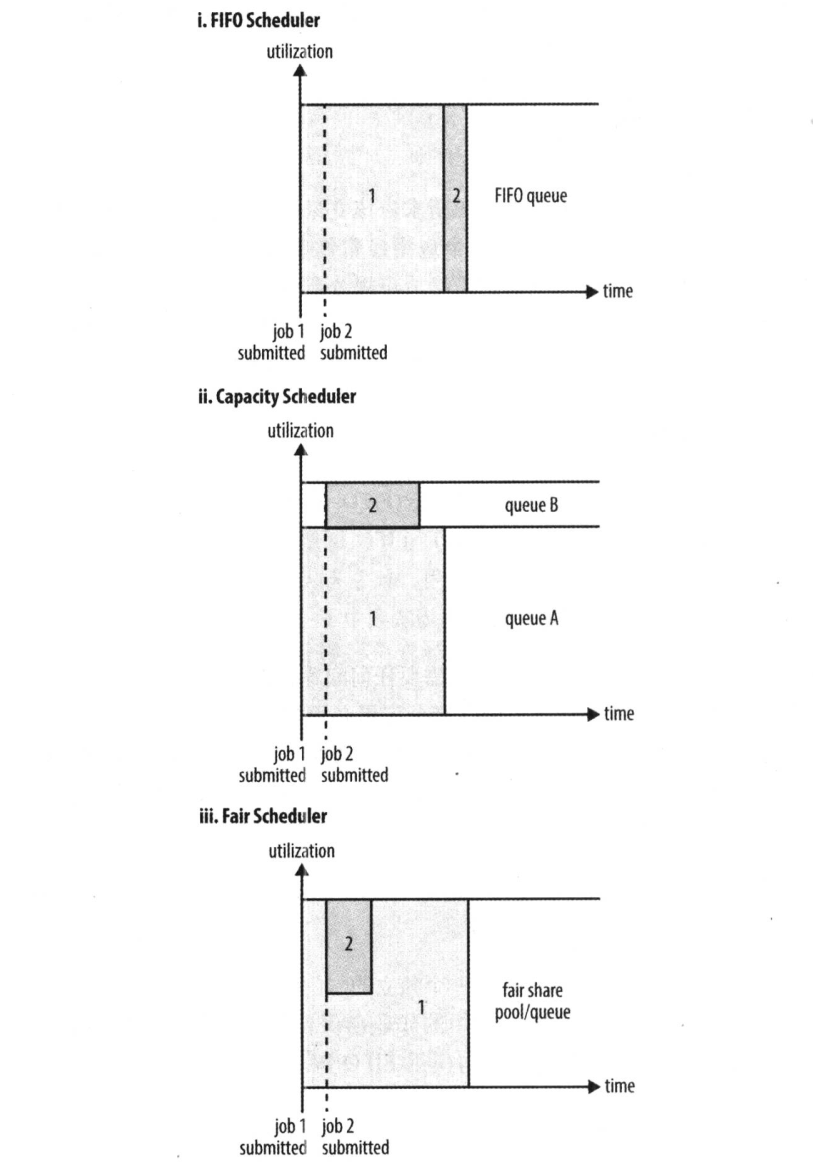 i. FIFO Scheduler
utilization
1
2
FIFO queue
time
job 1 job 2
submitted submitted
ii. Capacity Scheduler
utilization
2
queue B
1
queue A
time
job 1 job 2
submitted submitted
iii. Fair Scheduler
utilization
2
1
fair share
pool/queue
time
job 1 job 2
submitted submitted